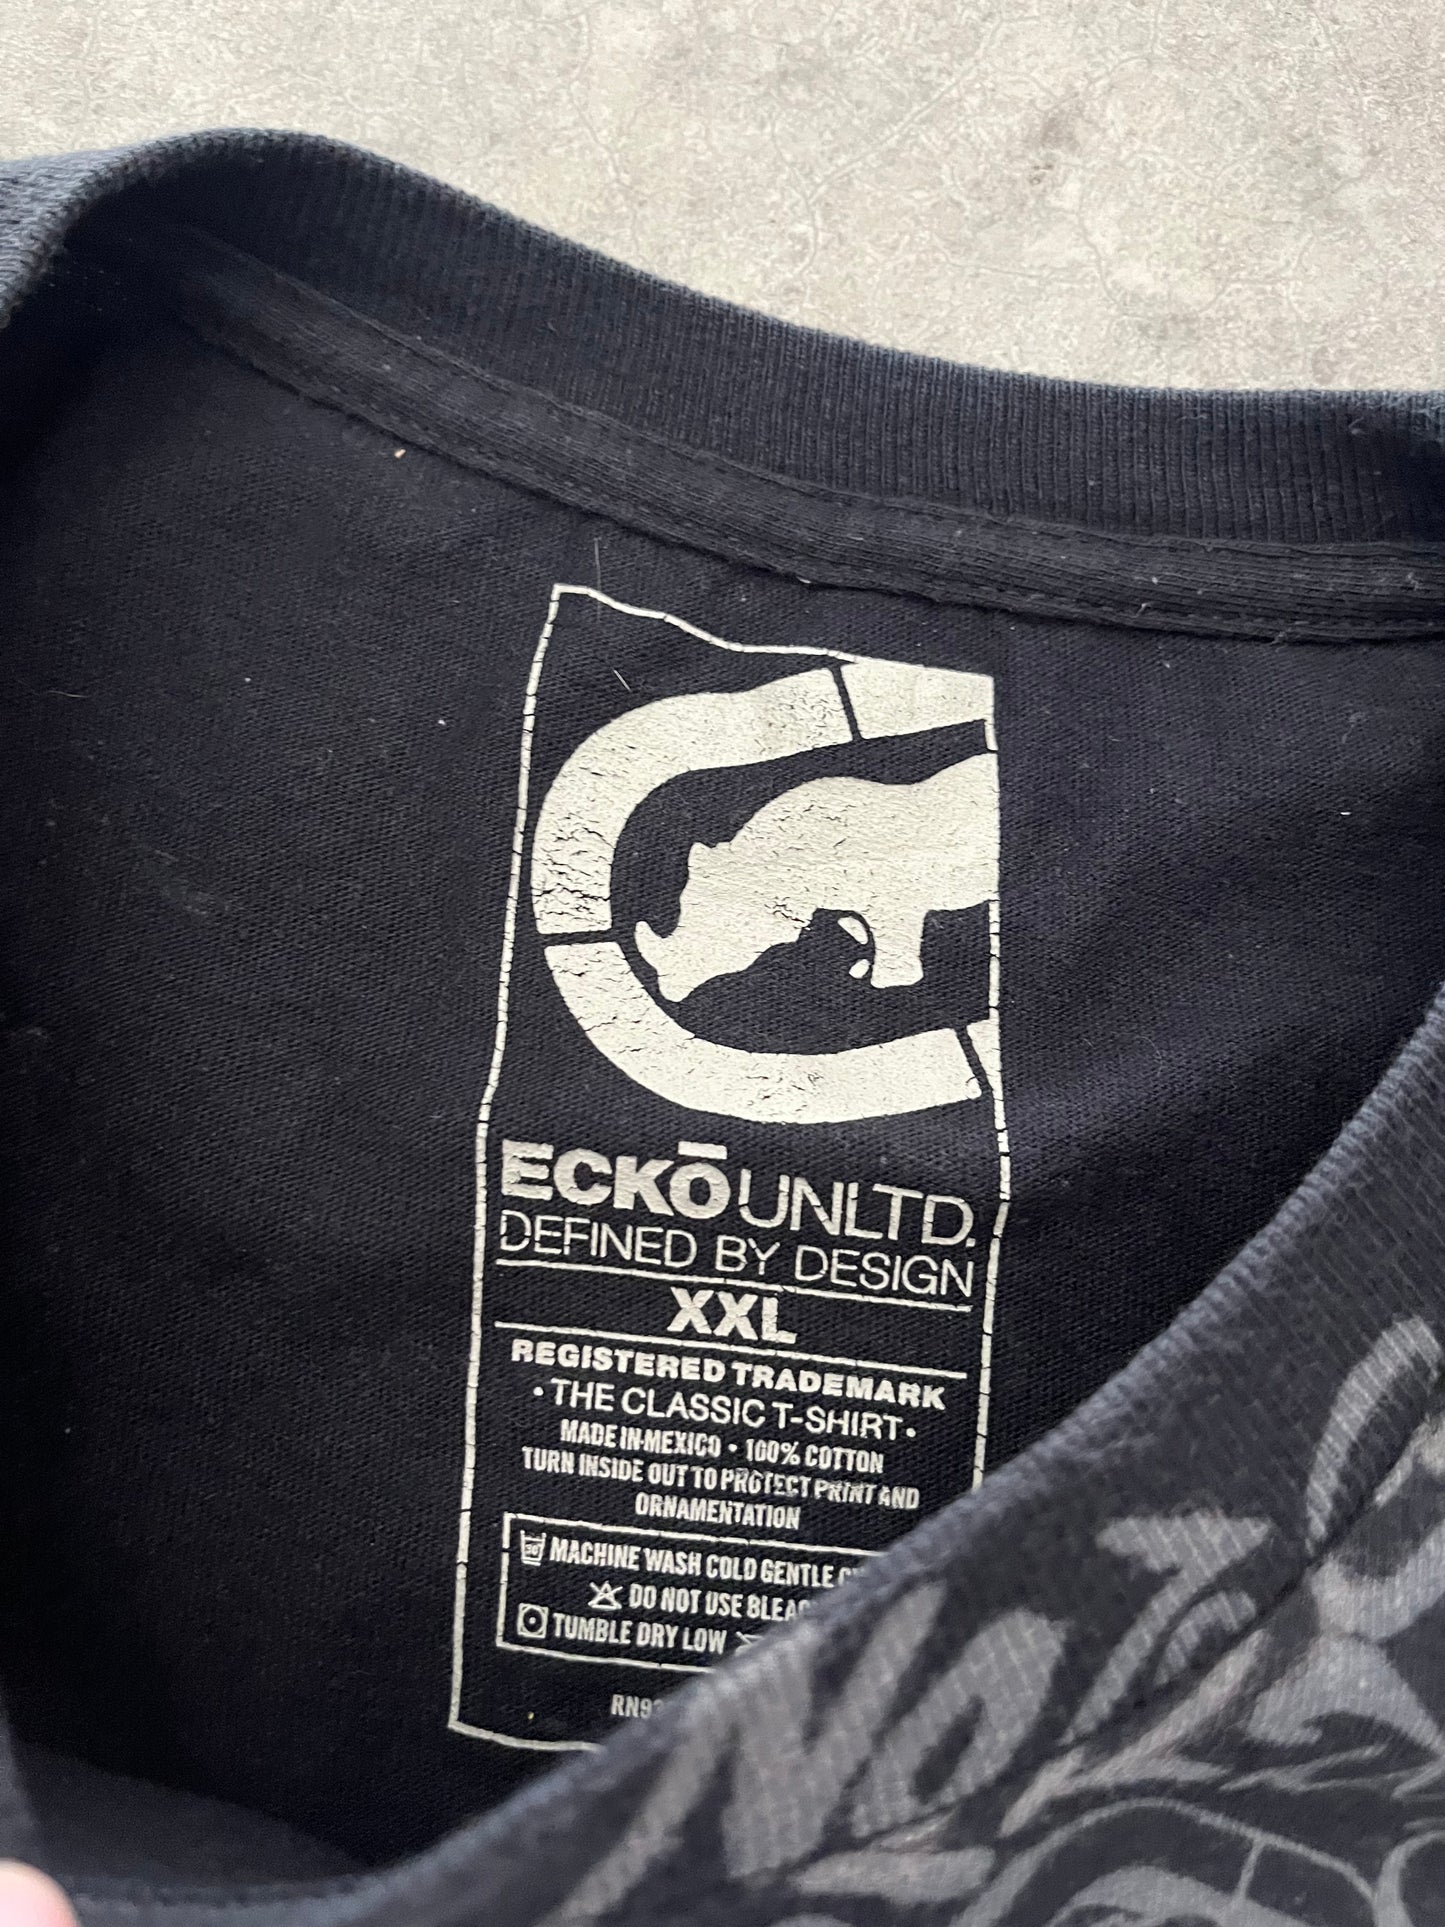 ECKŌ UNLTD.
DEFINED BY DESIGN
XXL
REGISTERED TRADEMARK
• THE CLASSIC T-SHIRT •
MADE IN MEXICO • 100% COTTON
TURN INSIDE OUT TO PROTECT PRINT AND
ORNAMENTATION
30° MACHINE WASH COLD GENTLE
DO NOT USE
TUMBLE DRY LOW